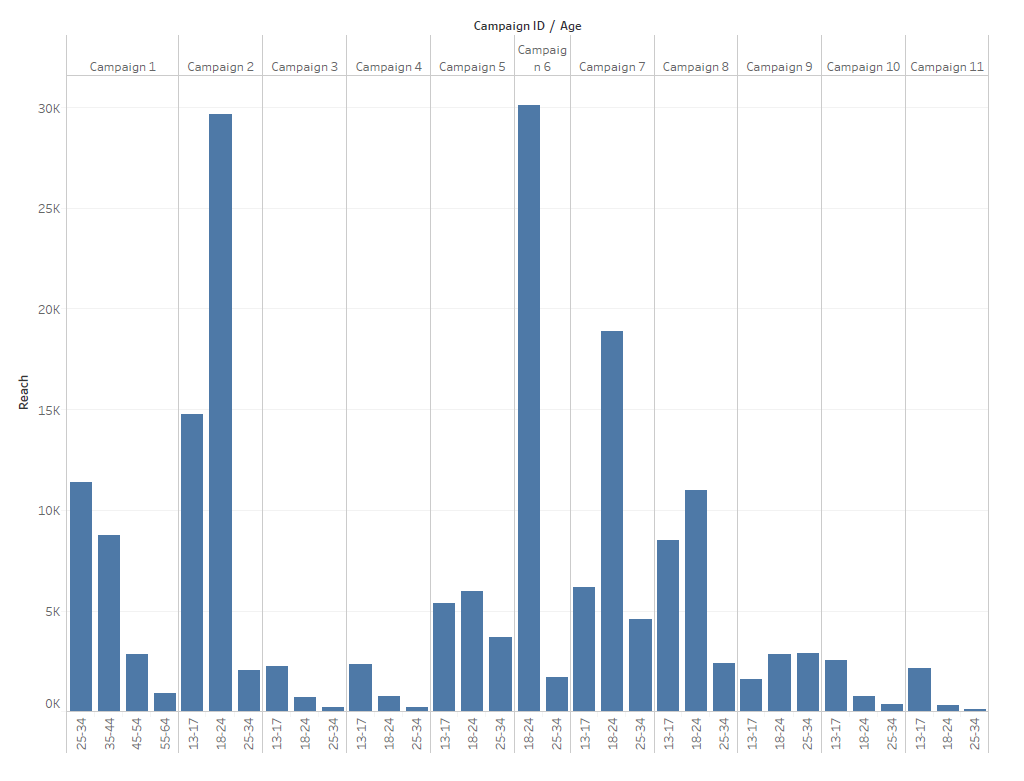 Campaign ID / Age
Campaign 1 Campaign 2 Campaign 3 Campaign 4 Campaign 5 Campaig
n 6 Campaign 7 Campaign 8 Campaign 9 Campaign 10 Campaign 11
30K
25K
20K
15K
10K
5K
0K
Reach
25-34 35-44 45-54 55-64 13-17 18-24 25-34 13-17 18-24 25-34 13-17 18-24 25-34 13-17 18-24 25-34 18-24 25-34 13-17 18-24 25-34 13-17 18-24 25-34 13-17 18-24 25-34 13-17 18-24 25-34 13-17 18-24 25-34